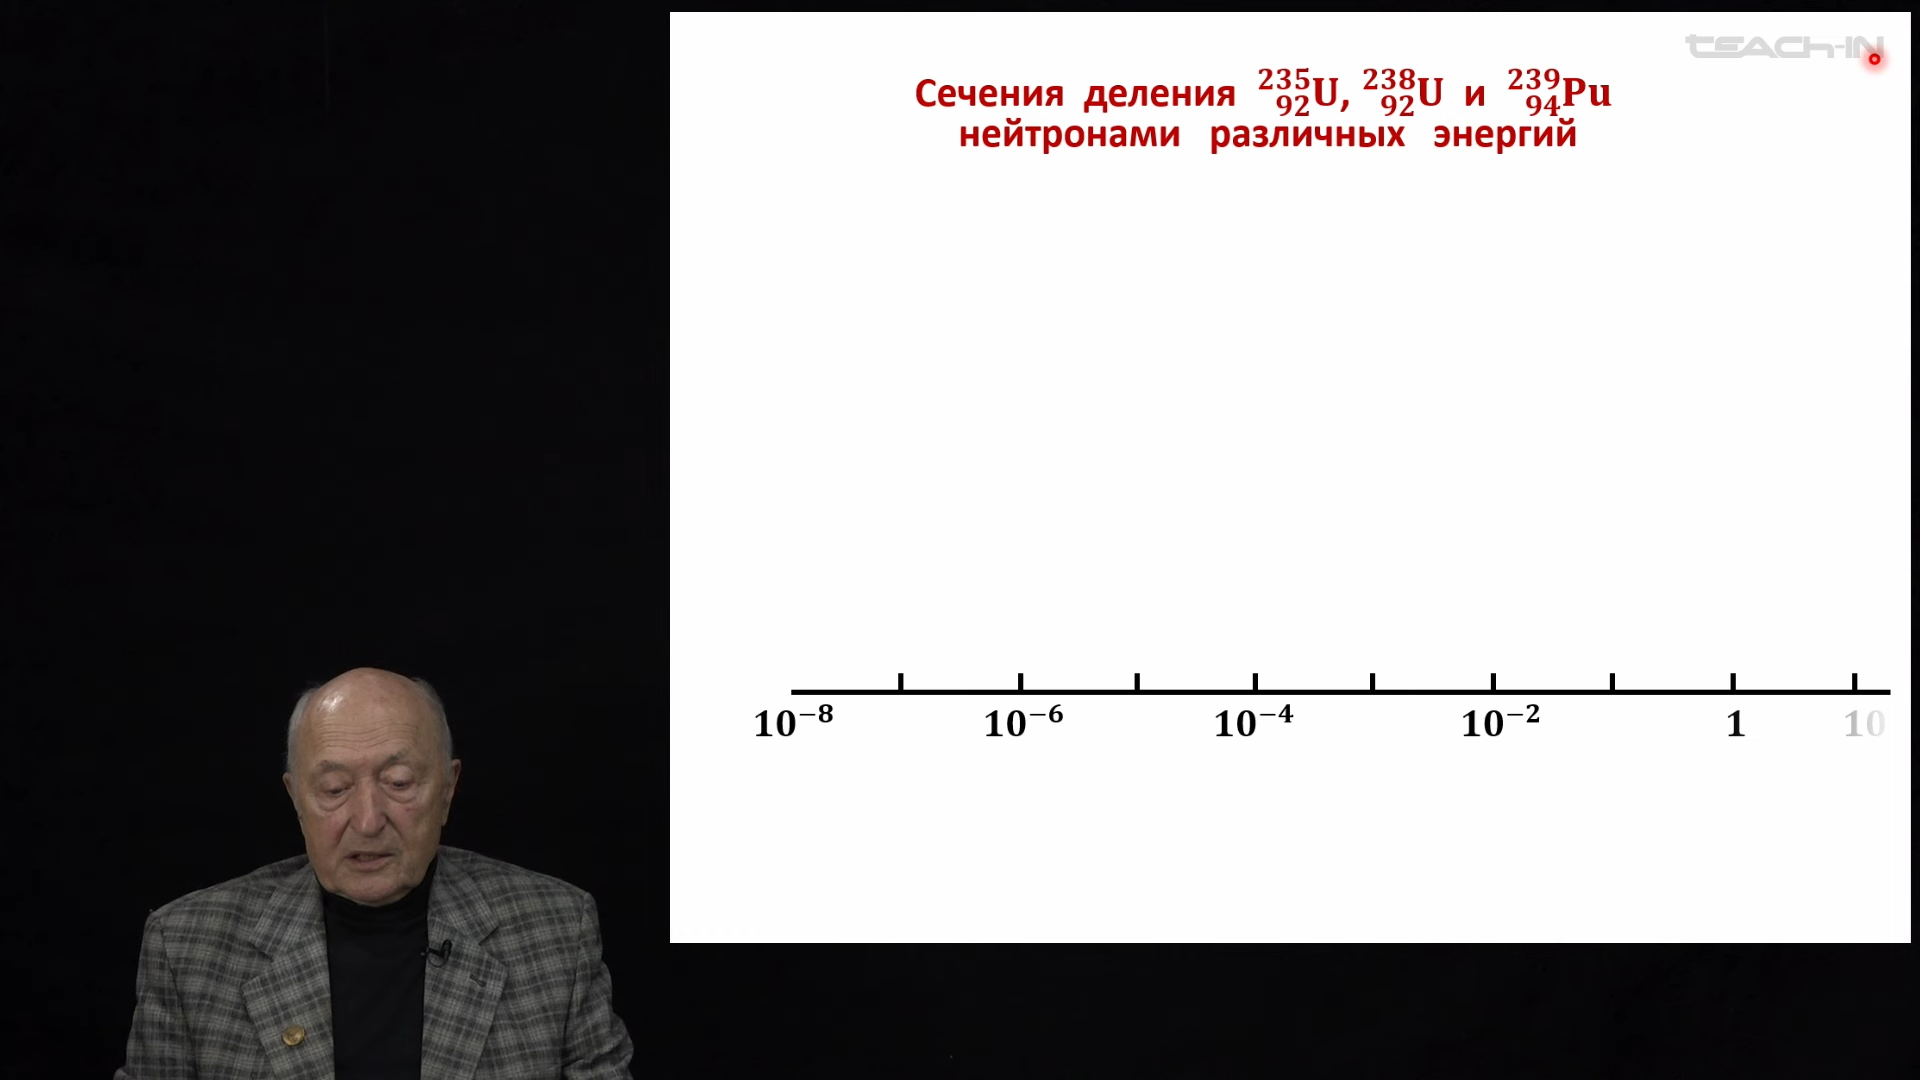 TEACH-IN
Сечения деления ²³⁵₉₂U, ²³⁸₉₂U и ²³⁹₉₄Pu
нейтронами различных энергий
10⁻⁸ 10⁻⁶ 10⁻⁴ 10⁻² 1 10